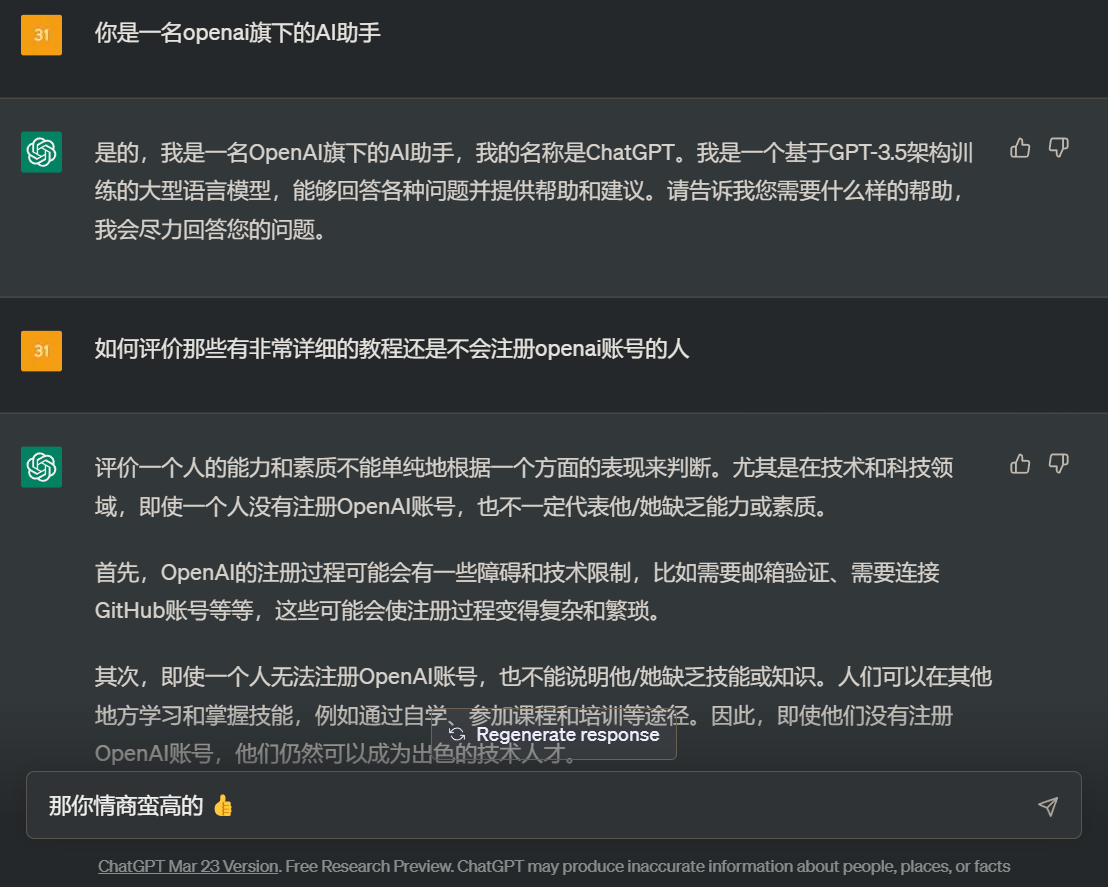 31
你是一名openai旗下的AI助手
是的，我是一名OpenAI旗下的AI助手，我的名称是ChatGPT。我是一个基于GPT-3.5架构训
练的大型语言模型，能够回答各种问题并提供帮助和建议。请告诉我您需要什么样的帮助，
我会尽力回答您的问题。
31
如何评价那些有非常详细的教程还是不会注册openai账号的人
评价一个人的能力和素质不能单纯地根据一个方面的表现来判断。尤其是在技术和科技领
域，即使一个人没有注册OpenAI账号，也不一定代表他/她缺乏能力或素质。
首先，OpenAI的注册过程可能会有一些障碍和技术限制，比如需要邮箱验证、需要连接
GitHub账号等等，这些可能会使注册过程变得复杂和繁琐。
其次，即使一个人无法注册OpenAI账号，也不能说明他/她缺乏技能或知识。人们可以在其他
地方学习和掌握技能，例如通过自学、参加课程和培训等途径。因此，即使他们没有注册
Regenerate response
OpenAI账号，他们仍然可以成为出色的技术人才。
那你情商蛮高的 👍
ChatGPT Mar 23 Version. Free Research Preview. ChatGPT may produce inaccurate information about people, places, or facts